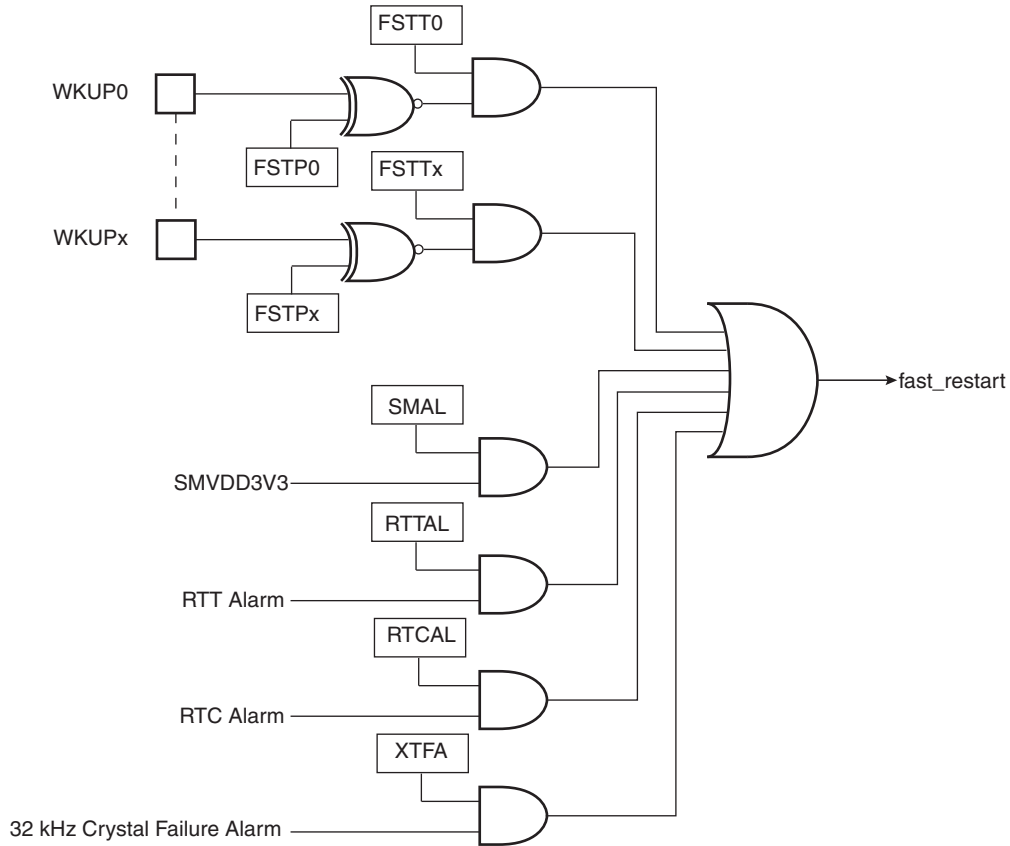 FSTT0
WKUP0
FSTP0
FSTTx
WKUPx
FSTPx
fast_restart
SMAL
SMVDD3V3
RTTAL
RTT Alarm
RTCAL
RTC Alarm
XTFA
32 kHz Crystal Failure Alarm